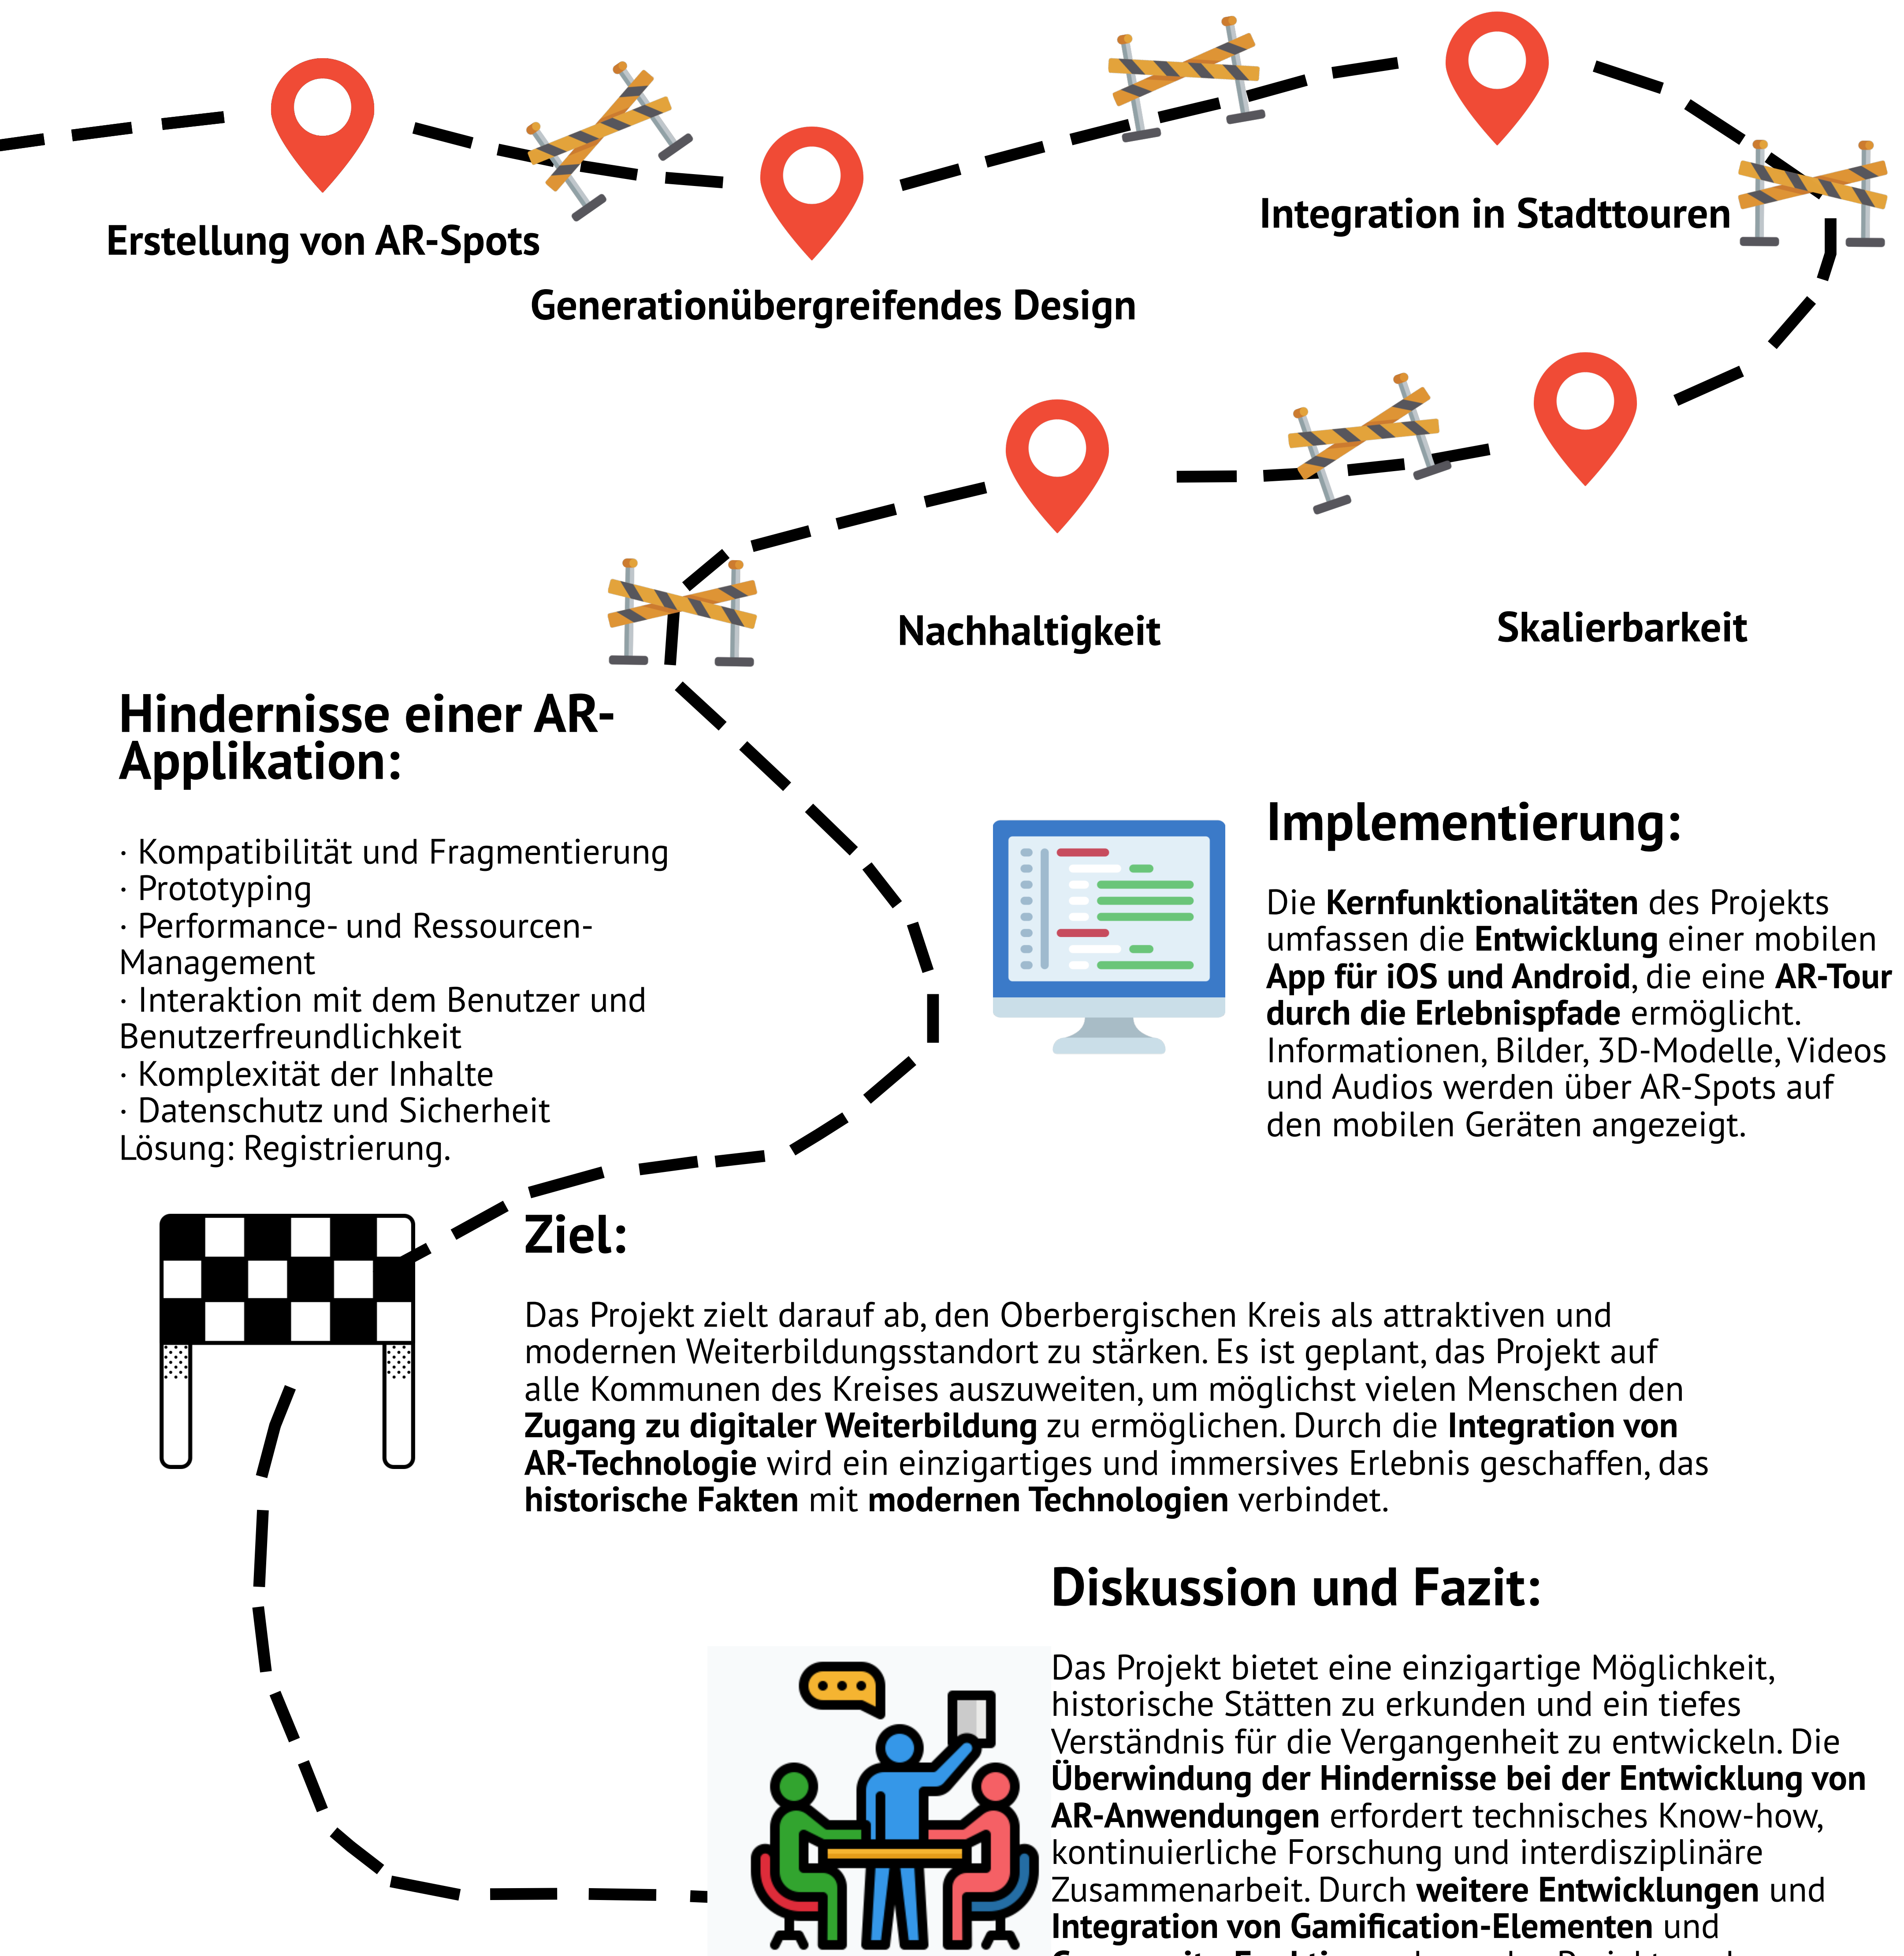 Erstellung von AR-Spots
Generationübergreifendes Design
Integration in Stadttouren
Nachhaltigkeit
Skalierbarkeit
Hindernisse einer AR-
Applikation:
· Kompatibilität und Fragmentierung
· Prototyping
· Performance- und Ressourcen-
Management
· Interaktion mit dem Benutzer und
Benutzerfreundlichkeit
· Komplexität der Inhalte
· Datenschutz und Sicherheit
Lösung: Registrierung.
Implementierung:
Die Kernfunktionalitäten des Projekts
umfassen die Entwicklung einer mobilen
App für iOS und Android, die eine AR-Tour
durch die Erlebnispfade ermöglicht.
Informationen, Bilder, 3D-Modelle, Videos
und Audios werden über AR-Spots auf
den mobilen Geräten angezeigt.
Ziel:
Das Projekt zielt darauf ab, den Oberbergischen Kreis als attraktiven und
modernen Weiterbildungsstandort zu stärken. Es ist geplant, das Projekt auf
alle Kommunen des Kreises auszuweiten, um möglichst vielen Menschen den
Zugang zu digitaler Weiterbildung zu ermöglichen. Durch die Integration von
AR-Technologie wird ein einzigartiges und immersives Erlebnis geschaffen, das
historische Fakten mit modernen Technologien verbindet.
Diskussion und Fazit:
Das Projekt bietet eine einzigartige Möglichkeit,
historische Stätten zu erkunden und ein tiefes
Verständnis für die Vergangenheit zu entwickeln. Die
Überwindung der Hindernisse bei der Entwicklung von
AR-Anwendungen erfordert technisches Know-how,
kontinuierliche Forschung und interdisziplinäre
Zusammenarbeit. Durch weitere Entwicklungen und
Integration von Gamification-Elementen und